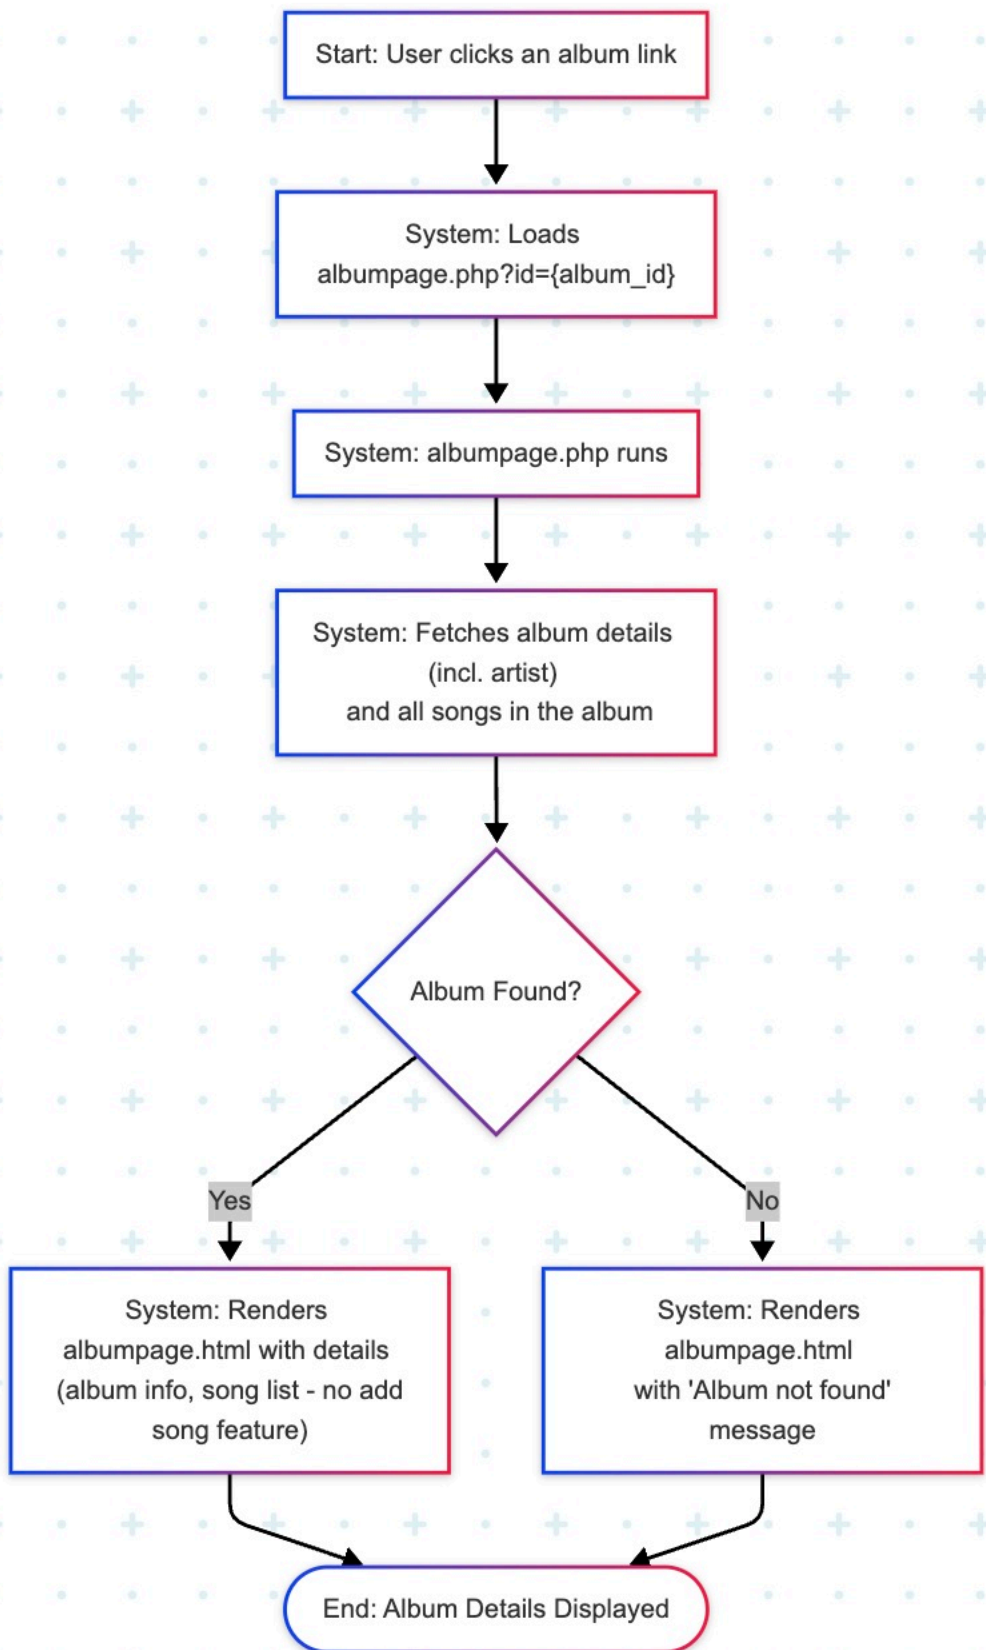 Start: User clicks an album link
System: Loads
albumpage.php?id={album_id}
System: albumpage.php runs
System: Fetches album details
(incl. artist)
and all songs in the album
Album Found?
Yes
No
System: Renders
albumpage.html with details
(album info, song list - no add
song feature)
System: Renders
albumpage.html
with 'Album not found'
message
End: Album Details Displayed